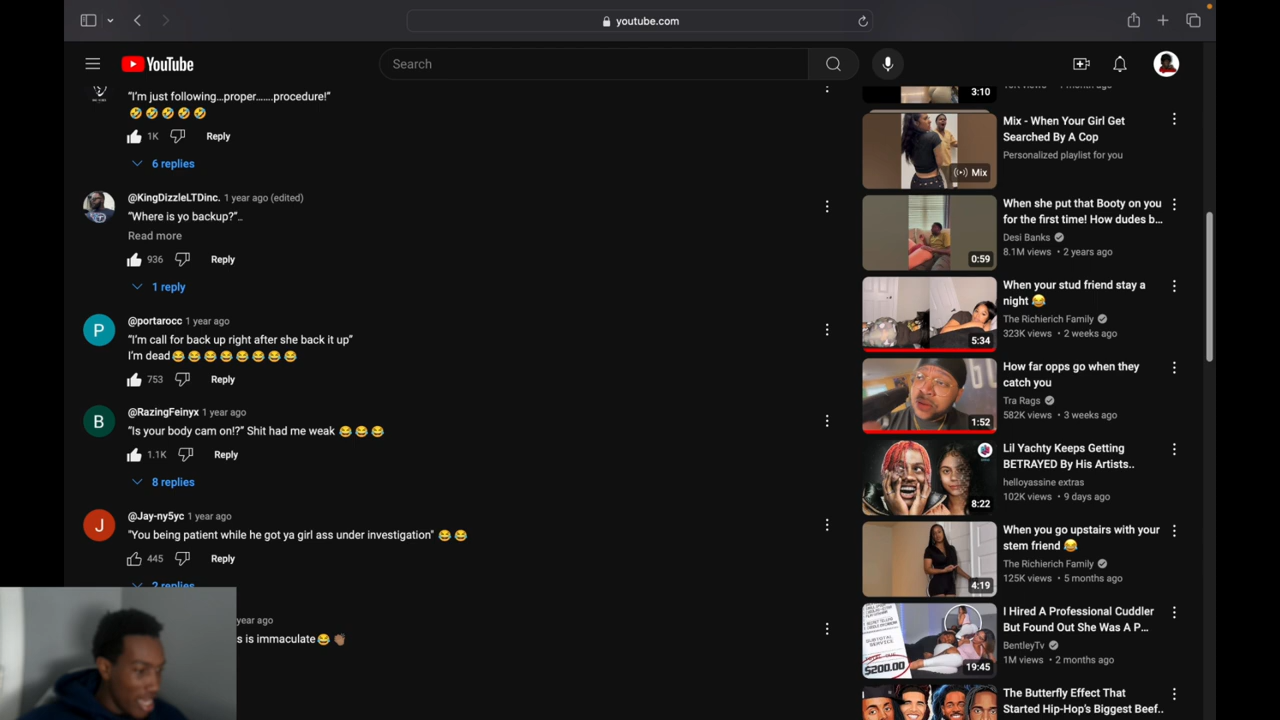 youtube.com
YouTube
Search
"I'm just following...proper.......procedure!"
🤣 🤣 🤣 🤣 🤣
1K Reply
6 replies
@KingDizzleLTDinc. 1 year ago (edited)
"Where is yo backup?"..
Read more
936 Reply
1 reply
P
@portarocc 1 year ago
"I'm call for back up right after she back it up"
I'm dead😂 😂 😂 😂 😂 😂 😂 😂
753 Reply
B
@RazingFeinyx 1 year ago
"Is your body cam on!?" Shit had me weak 😂 😂 😂
1.1K Reply
8 replies
J
@Jay-ny5yc 1 year ago
"You being patient while he got ya girl ass under investigation" 😂 😂
445 Reply
2 replies
ago
s is immaculate😂👏🏽
3:10
Mix
Mix - When Your Girl Get
Searched By A Cop
Personalized playlist for you
0:59
When she put that Booty on you
for the first time! How dudes b...
Desi Banks
8.1M views • 2 years ago
5:34
When your stud friend stay a
night 😂
The Richierich Family
323K views • 2 weeks ago
1:52
How far opps go when they
catch you
Tra Rags
582K views • 3 weeks ago
8:22
Lil Yachty Keeps Getting
BETRAYED By His Artists..
helloyassine extras
102K views • 9 days ago
4:19
When you go upstairs with your
stem friend 😂
The Richierich Family
125K views • 5 months ago
$200.00
19:45
I Hired A Professional Cuddler
But Found Out She Was A P...
BentleyTv
1M views • 2 months ago
The Butterfly Effect That
Started Hip-Hop's Biggest Beef..